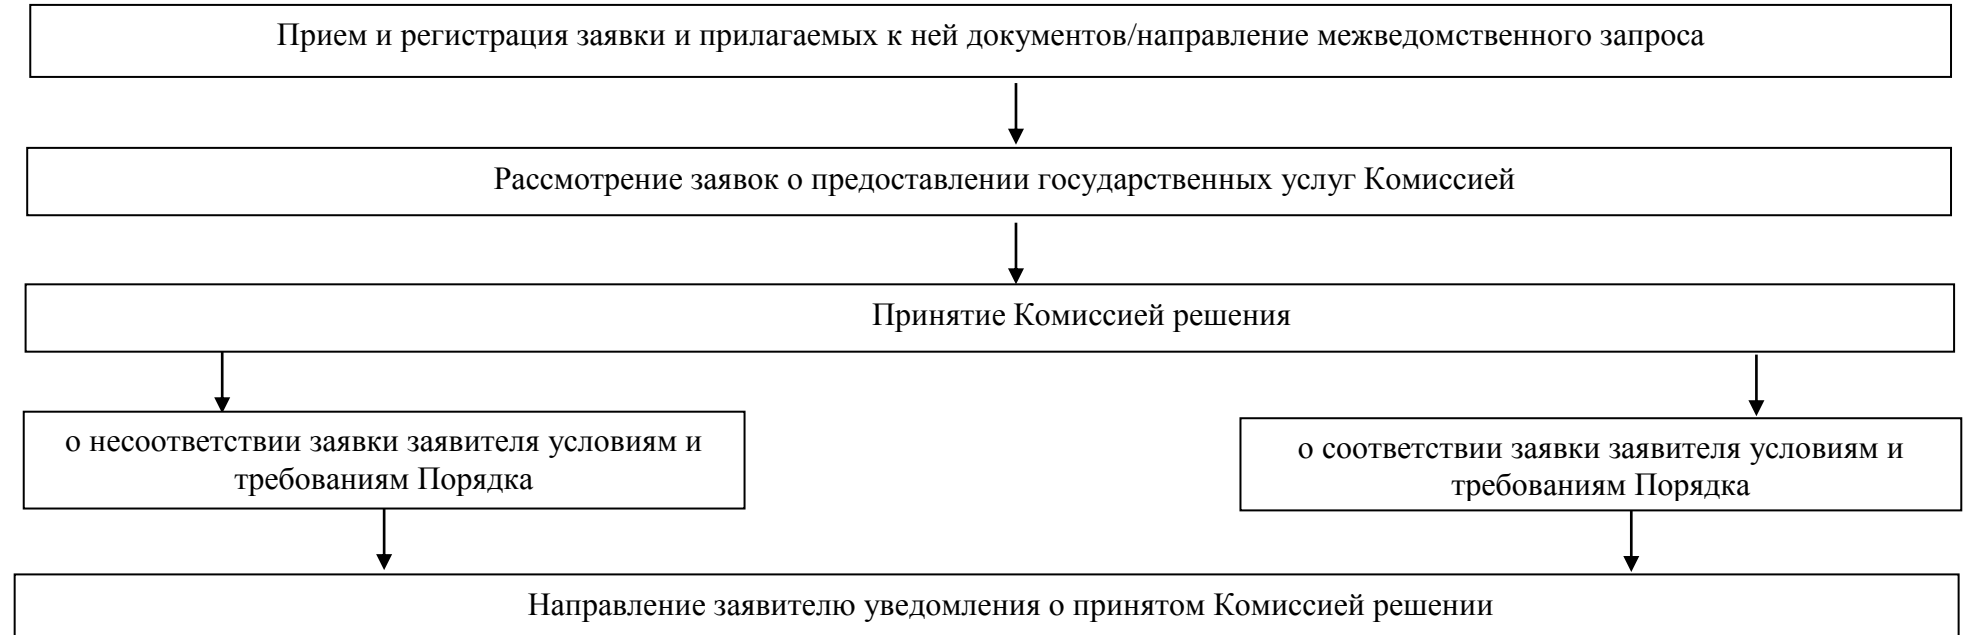 Прием и регистрация заявки и прилагаемых к ней документов/направление межведомственного запроса
Рассмотрение заявок о предоставлении государственных услуг Комиссией
Принятие Комиссией решения
о несоответствии заявки заявителя условиям и
требованиям Порядка
о соответствии заявки заявителя условиям и
требованиям Порядка
Направление заявителю уведомления о принятом Комиссией решении